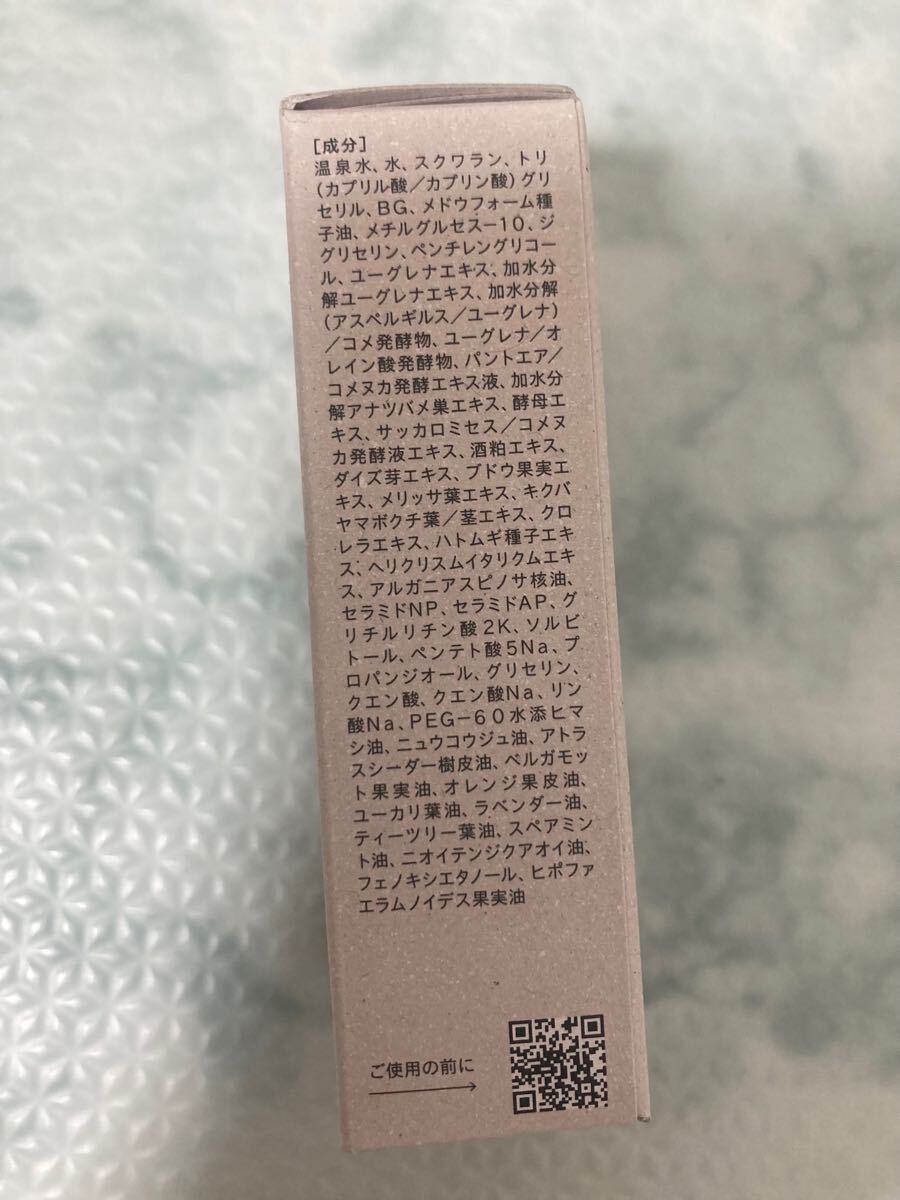 ［成分］
温泉水、水、スクワラン、トリ
（カプリル酸／カプリン酸）グリ
セリル、BG、メドウフォーム種
子油、メチルグルセス－10、ジ
グリセリン、ペンチレングリコー
ル、ユーグレナエキス、加水分
解ユーグレナエキス、加水分解
（アスペルギルス／ユーグレナ）
／コメ発酵物、ユーグレナ／オ
レイン酸発酵物、パントエア／
コメヌカ発酵エキス液、加水分
解アナツバメ巣エキス、酵母エ
キス、サッカロミセス／コメヌ
カ発酵液エキス、酒粕エキス、
ダイズ芽エキス、ブドウ果実エ
キス、メリッサ葉エキス、キクバ
ヤマボクチ葉／茎エキス、クロ
レラエキス、ハトムギ種子エキ
ス、ヘリクリスムイタリクムエキ
ス、アルガニアスピノサ核油、
セラミドNP、セラミドAP、グ
リチルリチン酸2K、ソルビ
トール、ペンテト酸5Na、プ
ロパンジオール、グリセリン、
クエン酸、クエン酸Na、リン
酸Na、PEG－60水添ヒマ
シ油、ニュウコウジュ油、アトラ
スシーダー樹皮油、ベルガモッ
ト果実油、オレンジ果皮油、
ユーカリ葉油、ラベンダー油、
ティーツリー葉油、スペアミン
ト油、ニオイテンジクアオイ油、
フェノキシエタノール、ヒポファ
エラムノイデス果実油
ご使用の前に